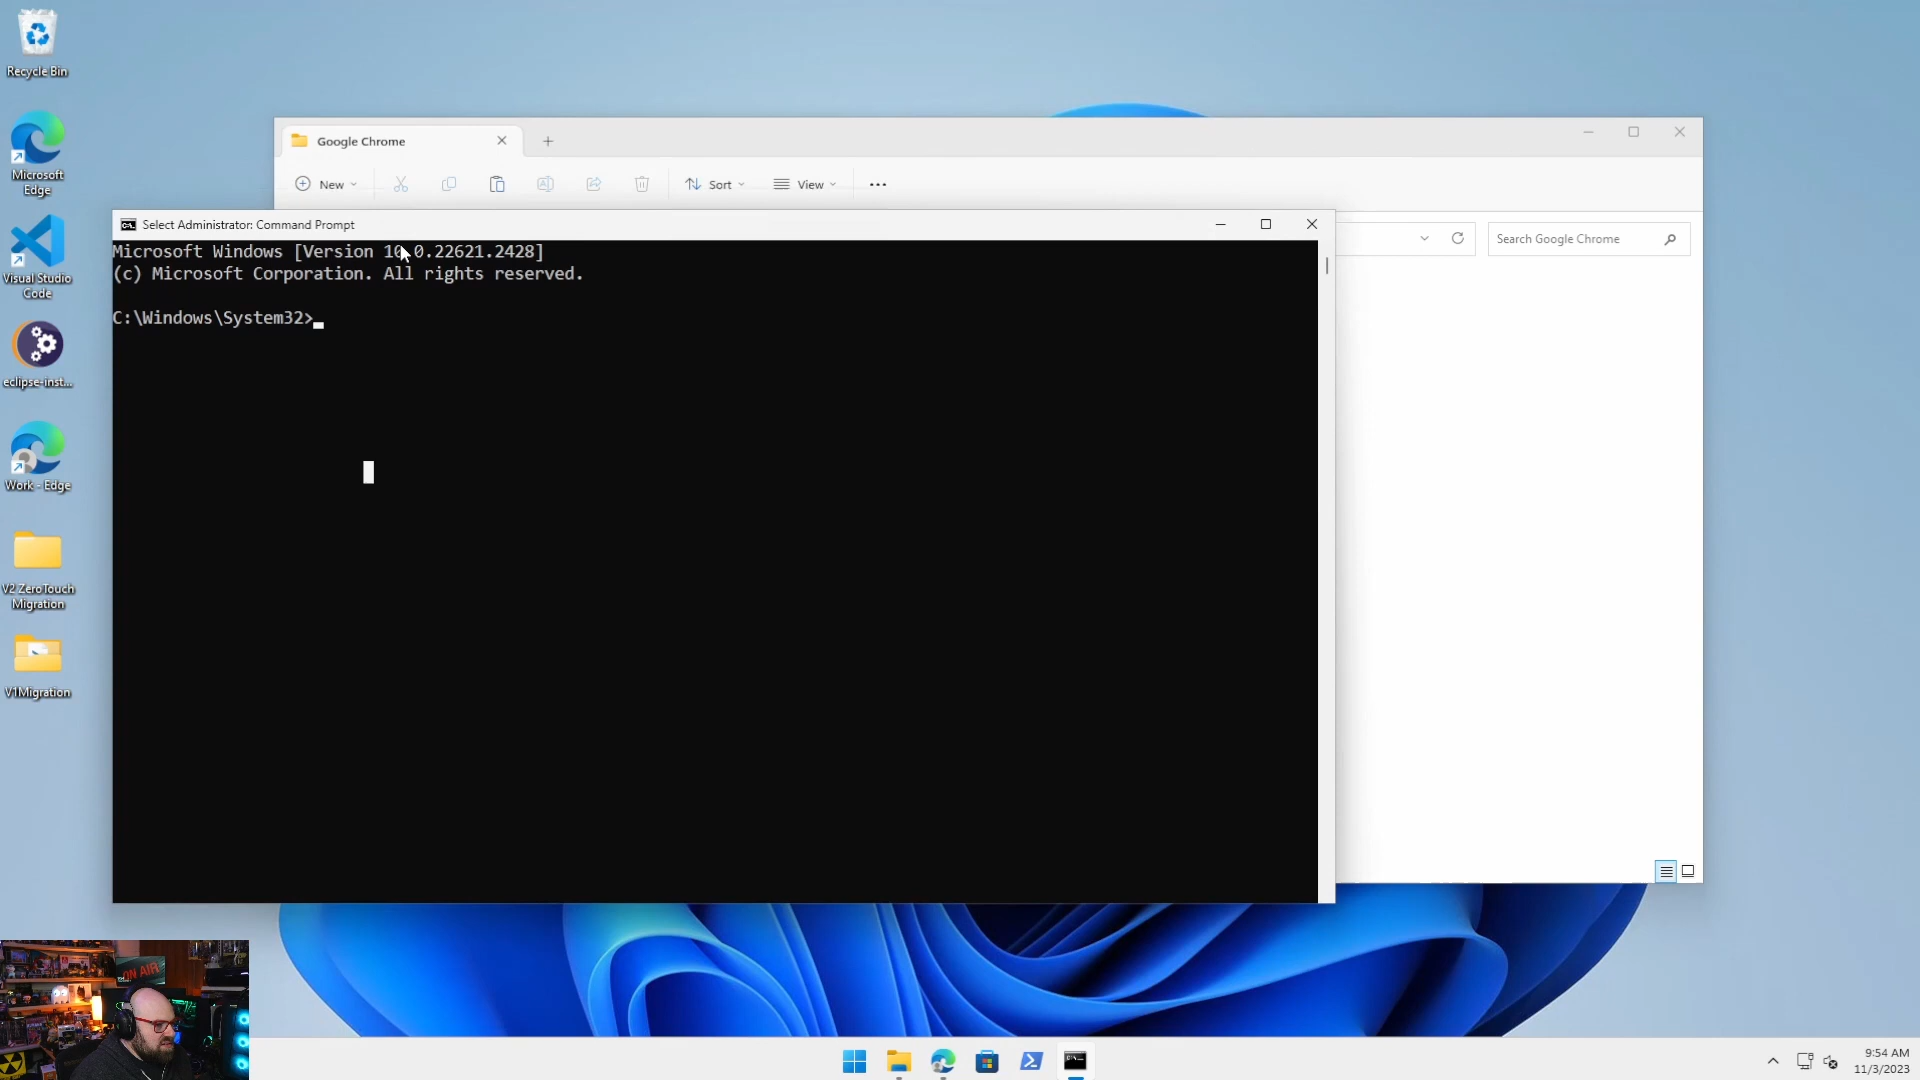 Recycle Bin
Microsoft
Edge
Visual Studio
Code
eclipse-inst...
Work - Edge
V2 ZeroTouch
Migration
V1Migration
Google Chrome
New
Sort
View
Search Google Chrome
Select Administrator: Command Prompt
Microsoft Windows [Version 10.0.22621.2428]
(c) Microsoft Corporation. All rights reserved.
C:\Windows\System32>
ON AIR
9:54 AM
11/3/2023